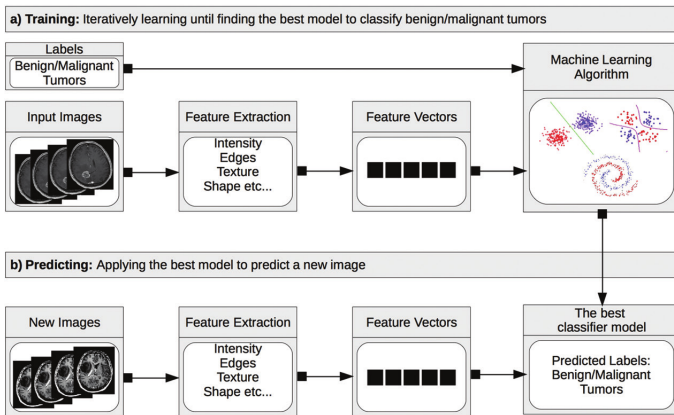 a) Training: Iteratively learning until finding the best model to classify benign/malignant tumors
Labels
Benign/Malignant
Tumors
Machine Learning
Algorithm
Input Images
Feature Extraction
Intensity
Edges
Texture
Shape etc...
Feature Vectors
b) Predicting: Applying the best model to predict a new image
New Images
Feature Extraction
Intensity
Edges
Texture
Shape etc...
Feature Vectors
The best
classifier model
Predicted Labels:
Benign/Malignant
Tumors